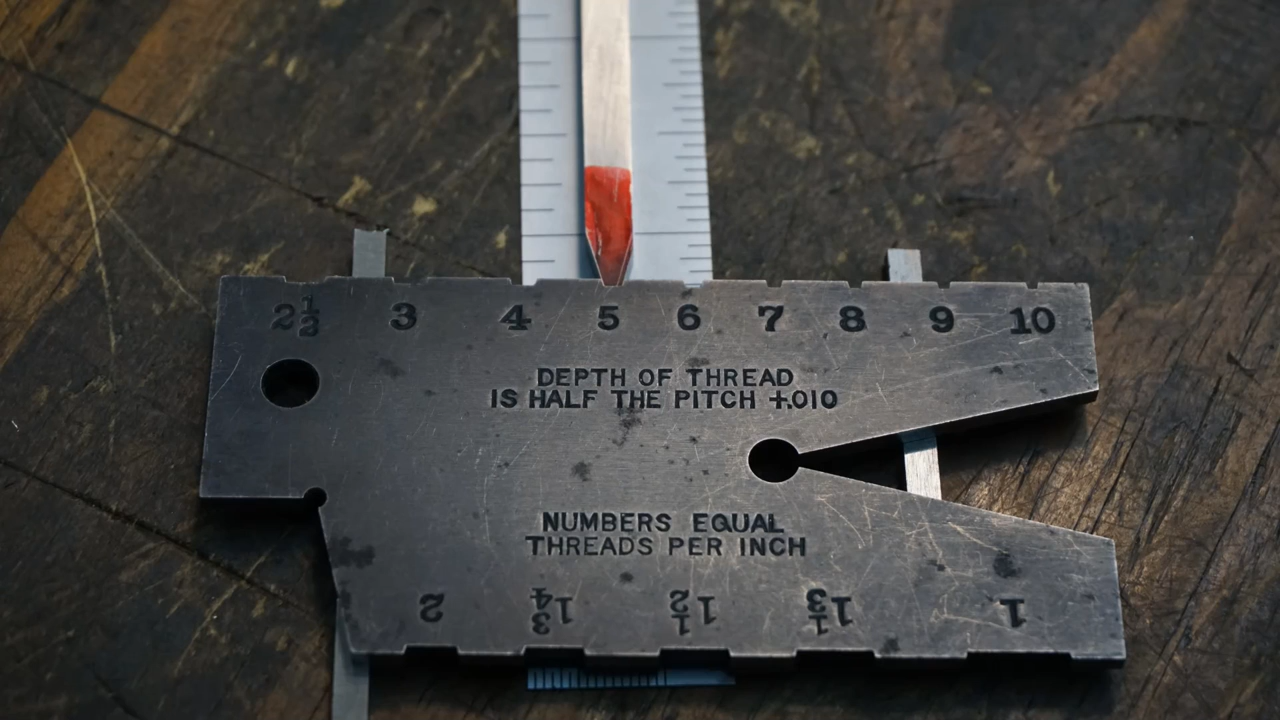 2½ 3 4 5 6 7 8 9 10
DEPTH OF THREAD
IS HALF THE PITCH +.010
NUMBERS EQUAL
THREADS PER INCH
2 1¾ 1½ 1⅓ 1